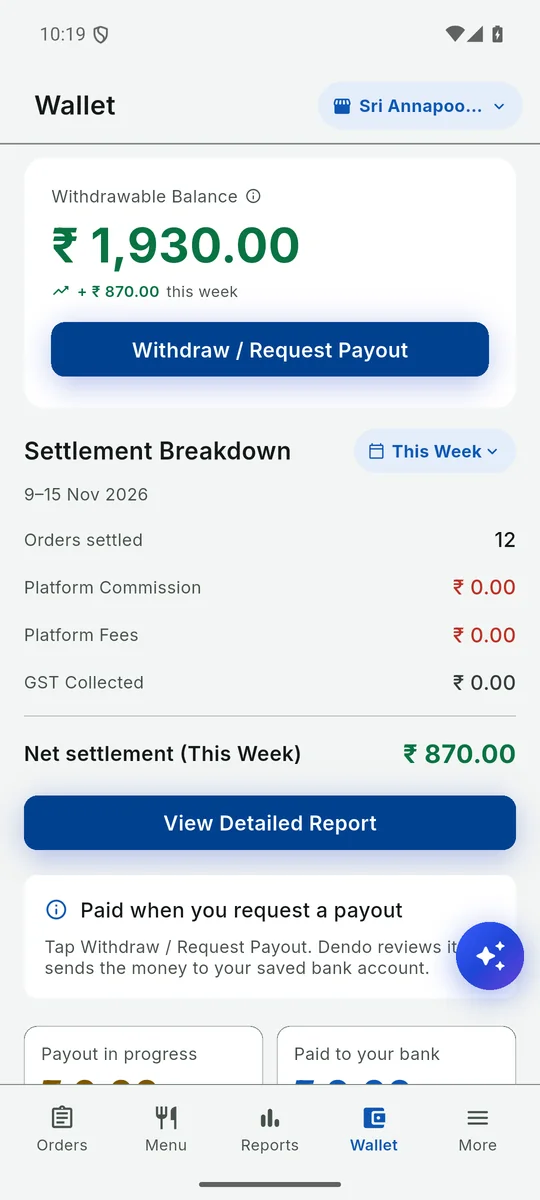 10:19
Wallet
Sri Annapoo...
Withdrawable Balance
₹ 1,930.00
+ ₹ 870.00 this week
Withdraw / Request Payout
Settlement Breakdown
This Week
9–15 Nov 2026
Orders settled 12
Platform Commission ₹ 0.00
Platform Fees ₹ 0.00
GST Collected ₹ 0.00
Net settlement (This Week) ₹ 870.00
View Detailed Report
Paid when you request a payout
Tap Withdraw / Request Payout. Dendo reviews it
sends the money to your saved bank account.
Payout in progress
Paid to your bank
Orders
Menu
Reports
Wallet
More